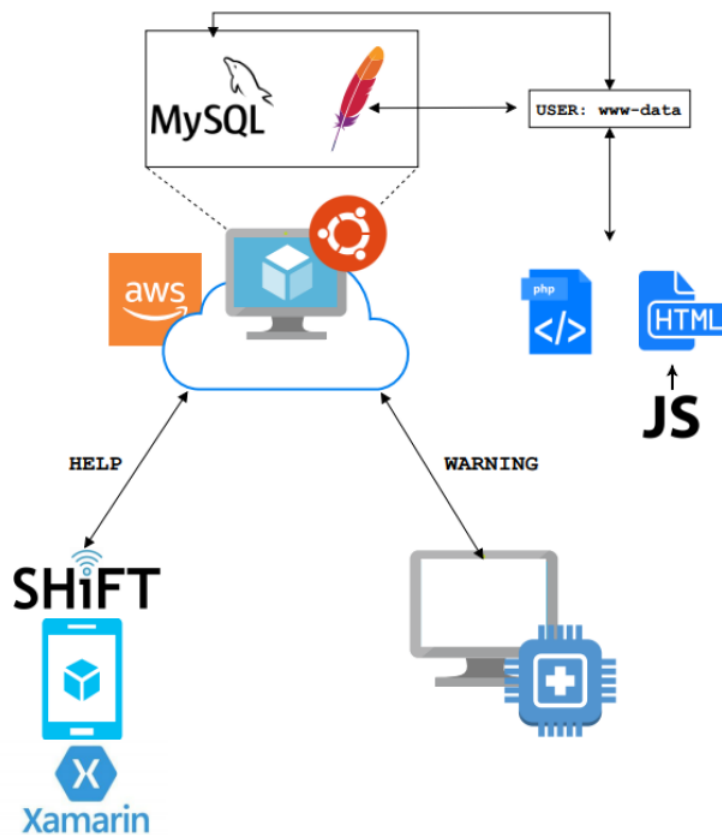 MySQL
USER: www-data
aws
php
</>
HTML
JS
HELP
WARNING
SHiFT
X
Xamarin